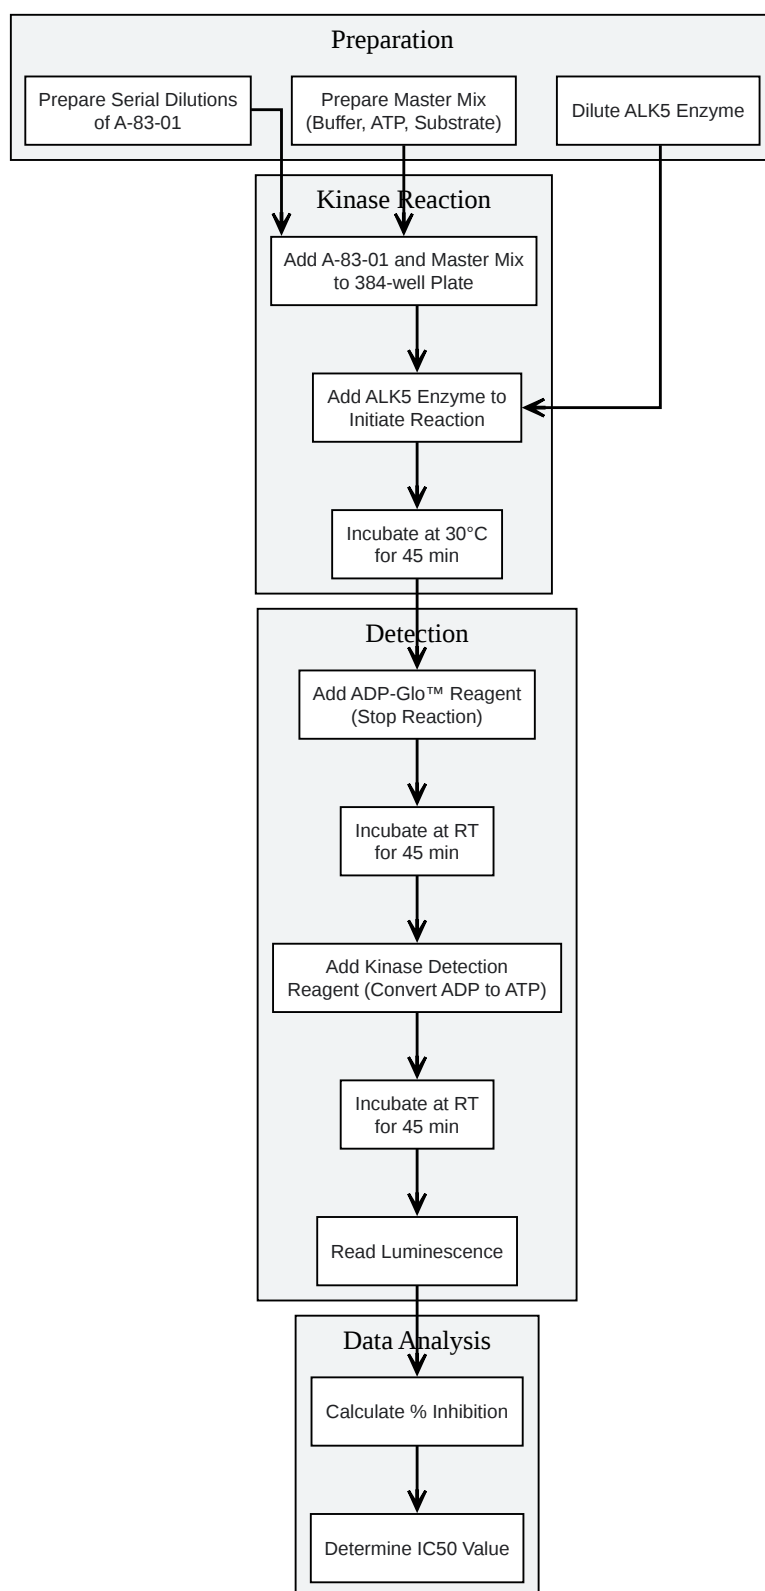 Preparation
Prepare Serial Dilutions
of A-83-01
Prepare Master Mix
(Buffer, ATP, Substrate)
Dilute ALK5 Enzyme
Kinase Reaction
Add A-83-01 and Master Mix
to 384-well Plate
Add ALK5 Enzyme to
Initiate Reaction
Incubate at 30°C
for 45 min
Detection
Add ADP-Glo™ Reagent
(Stop Reaction)
Incubate at RT
for 45 min
Add Kinase Detection
Reagent (Convert ADP to ATP)
Incubate at RT
for 45 min
Read Luminescence
Data Analysis
Calculate % Inhibition
Determine IC50 Value